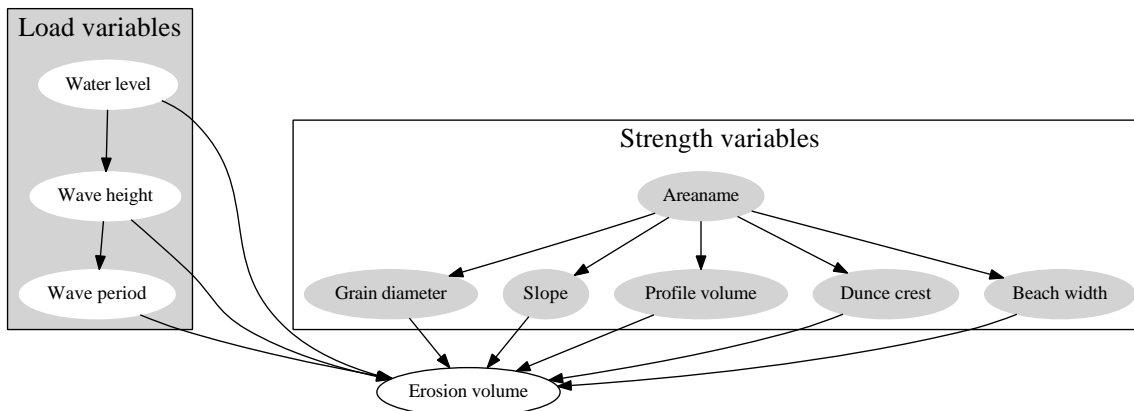 Load variables
Water level
Wave height
Wave period
Strength variables
Areaname
Grain diameter
Slope
Profile volume
Dunce crest
Beach width
Erosion volume